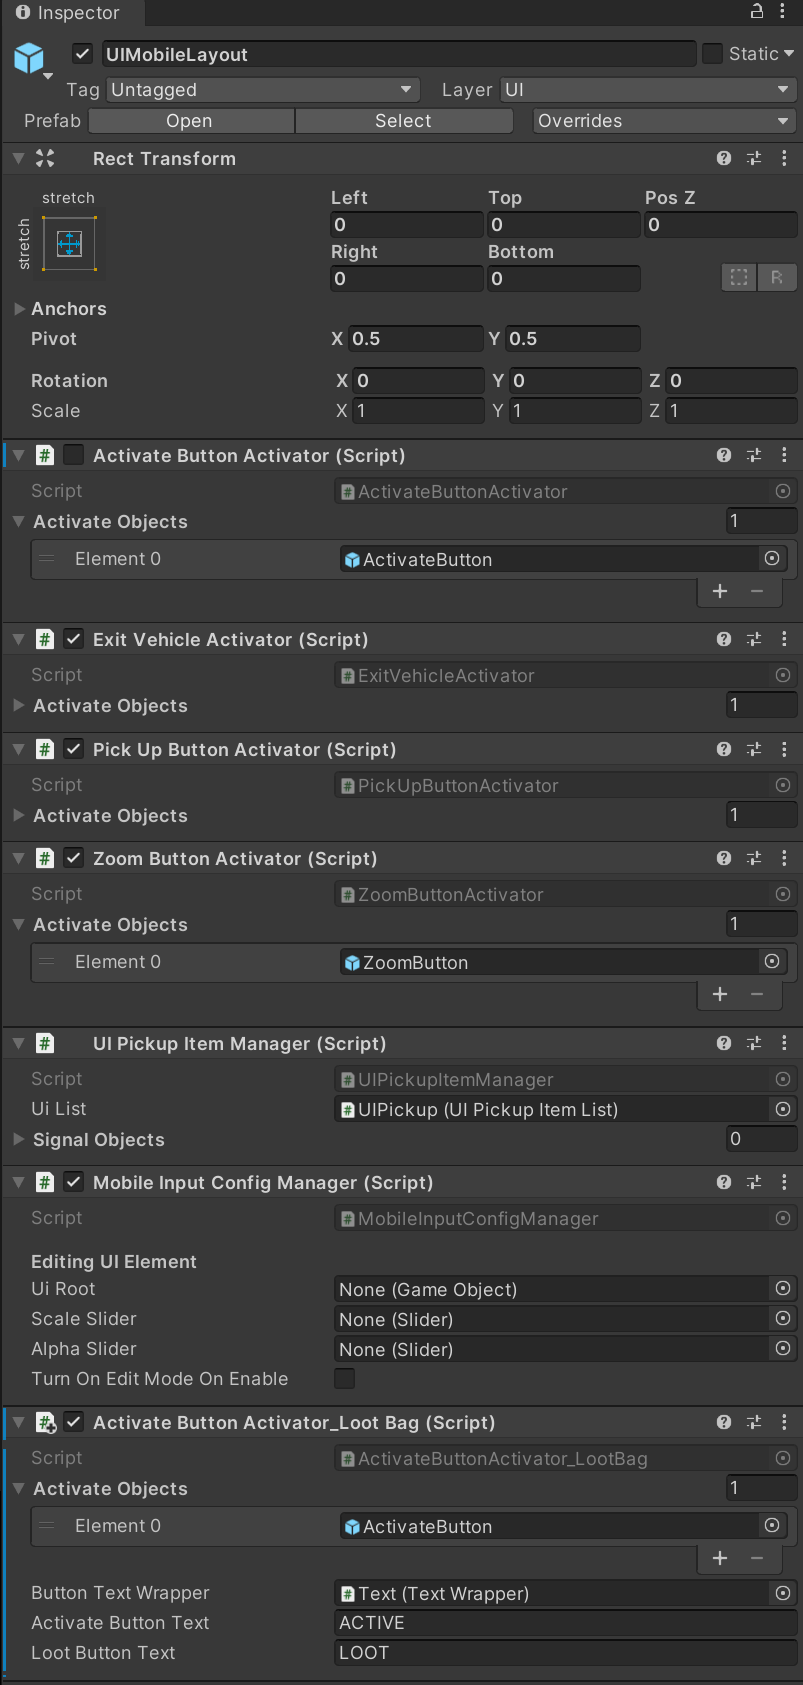 Inspector
UIMobileLayout Static
Tag Untagged Layer UI
Prefab Open Select Overrides
Rect Transform
stretch
stretch
Left Top Pos Z
0 0 0
Right Bottom
0 0
R
Anchors
Pivot X 0.5 Y 0.5
Rotation X 0 Y 0 Z 0
Scale X 1 Y 1 Z 1
# Activate Button Activator (Script)
Script # ActivateButtonActivator
Activate Objects 1
= Element 0 ActivateButton
+ −
# Exit Vehicle Activator (Script)
Script # ExitVehicleActivator
Activate Objects 1
# Pick Up Button Activator (Script)
Script # PickUpButtonActivator
Activate Objects 1
# Zoom Button Activator (Script)
Script # ZoomButtonActivator
Activate Objects 1
= Element 0 ZoomButton
+ −
# UI Pickup Item Manager (Script)
Script # UIPickupItemManager
Ui List # UIPickup (UI Pickup Item List)
Signal Objects 0
# Mobile Input Config Manager (Script)
Script # MobileInputConfigManager
Editing UI Element
Ui Root None (Game Object)
Scale Slider None (Slider)
Alpha Slider None (Slider)
Turn On Edit Mode On Enable
# Activate Button Activator_Loot Bag (Script)
Script # ActivateButtonActivator_LootBag
Activate Objects 1
= Element 0 ActivateButton
+ −
Button Text Wrapper # Text (Text Wrapper)
Activate Button Text ACTIVE
Loot Button Text LOOT